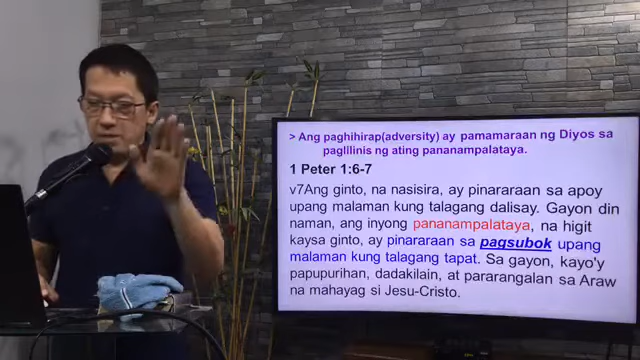 > Ang paghihirap(adversity) ay pamamaraan ng Diyos sa
paglilinis ng ating pananampalataya.
1 Peter 1:6-7
v7Ang ginto, na nasisira, ay pinararaan sa apoy
upang malaman kung talagang dalisay. Gayon din
naman, ang inyong pananampalataya, na higit
kaysa ginto, ay pinararaan sa pagsubok upang
malaman kung talagang tapat. Sa gayon, kayo'y
papupurihan, dadakilain, at pararangalan sa Araw
na mahayag si Jesu-Cristo.